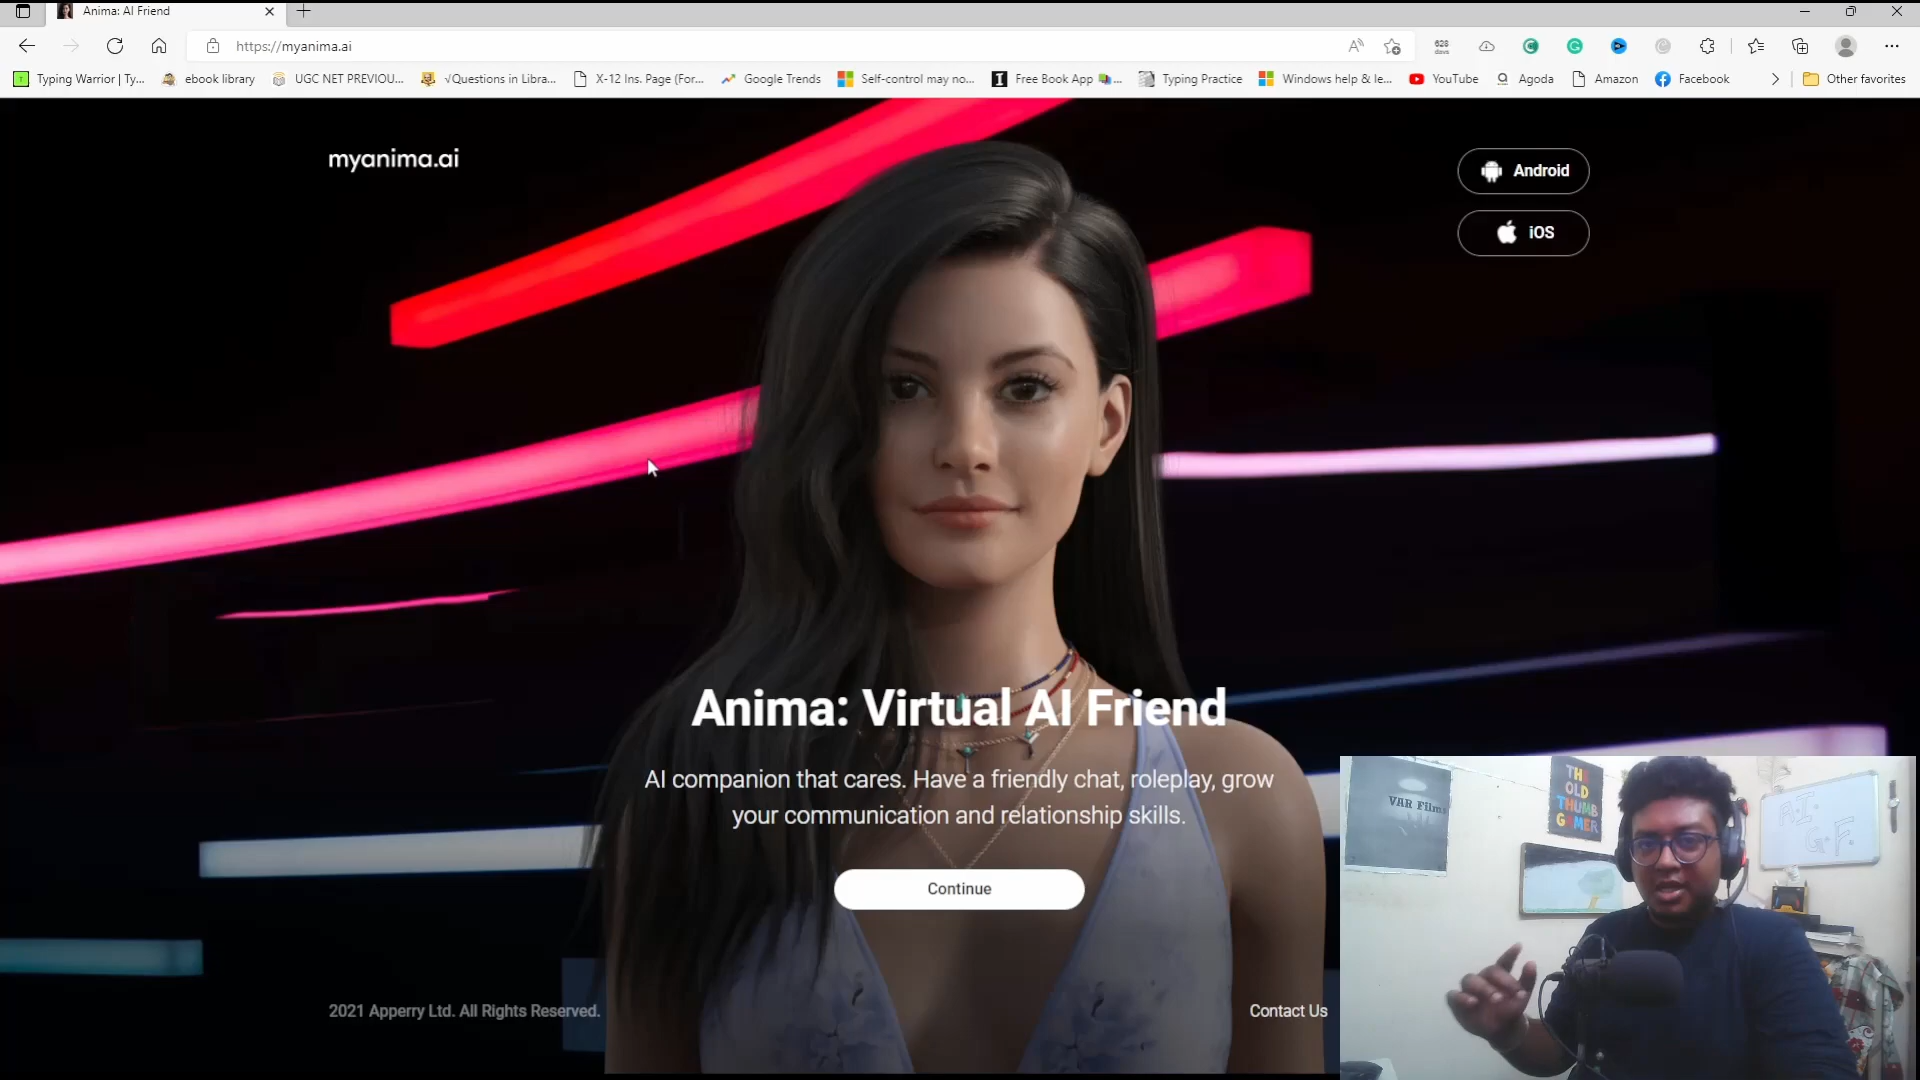 Anima: AI Friend
https://myanima.ai
628
days
Typing Warrior | Ty...
ebook library
UGC NET PREVIOU...
√Questions in Libra...
X-12 Ins. Page (For...
Google Trends
Self-control may no...
Free Book App
...
Typing Practice
Windows help & le...
YouTube
Agoda
Amazon
Facebook
Other favorites
myanima.ai
Android
iOS
Anima: Virtual AI Friend
AI companion that cares. Have a friendly chat, roleplay, grow
your communication and relationship skills.
Continue
2021 Apperry Ltd. All Rights Reserved.
Contact Us
VAR Films
THE
OLD
THUMB
GAMER
A.I.
G.F.